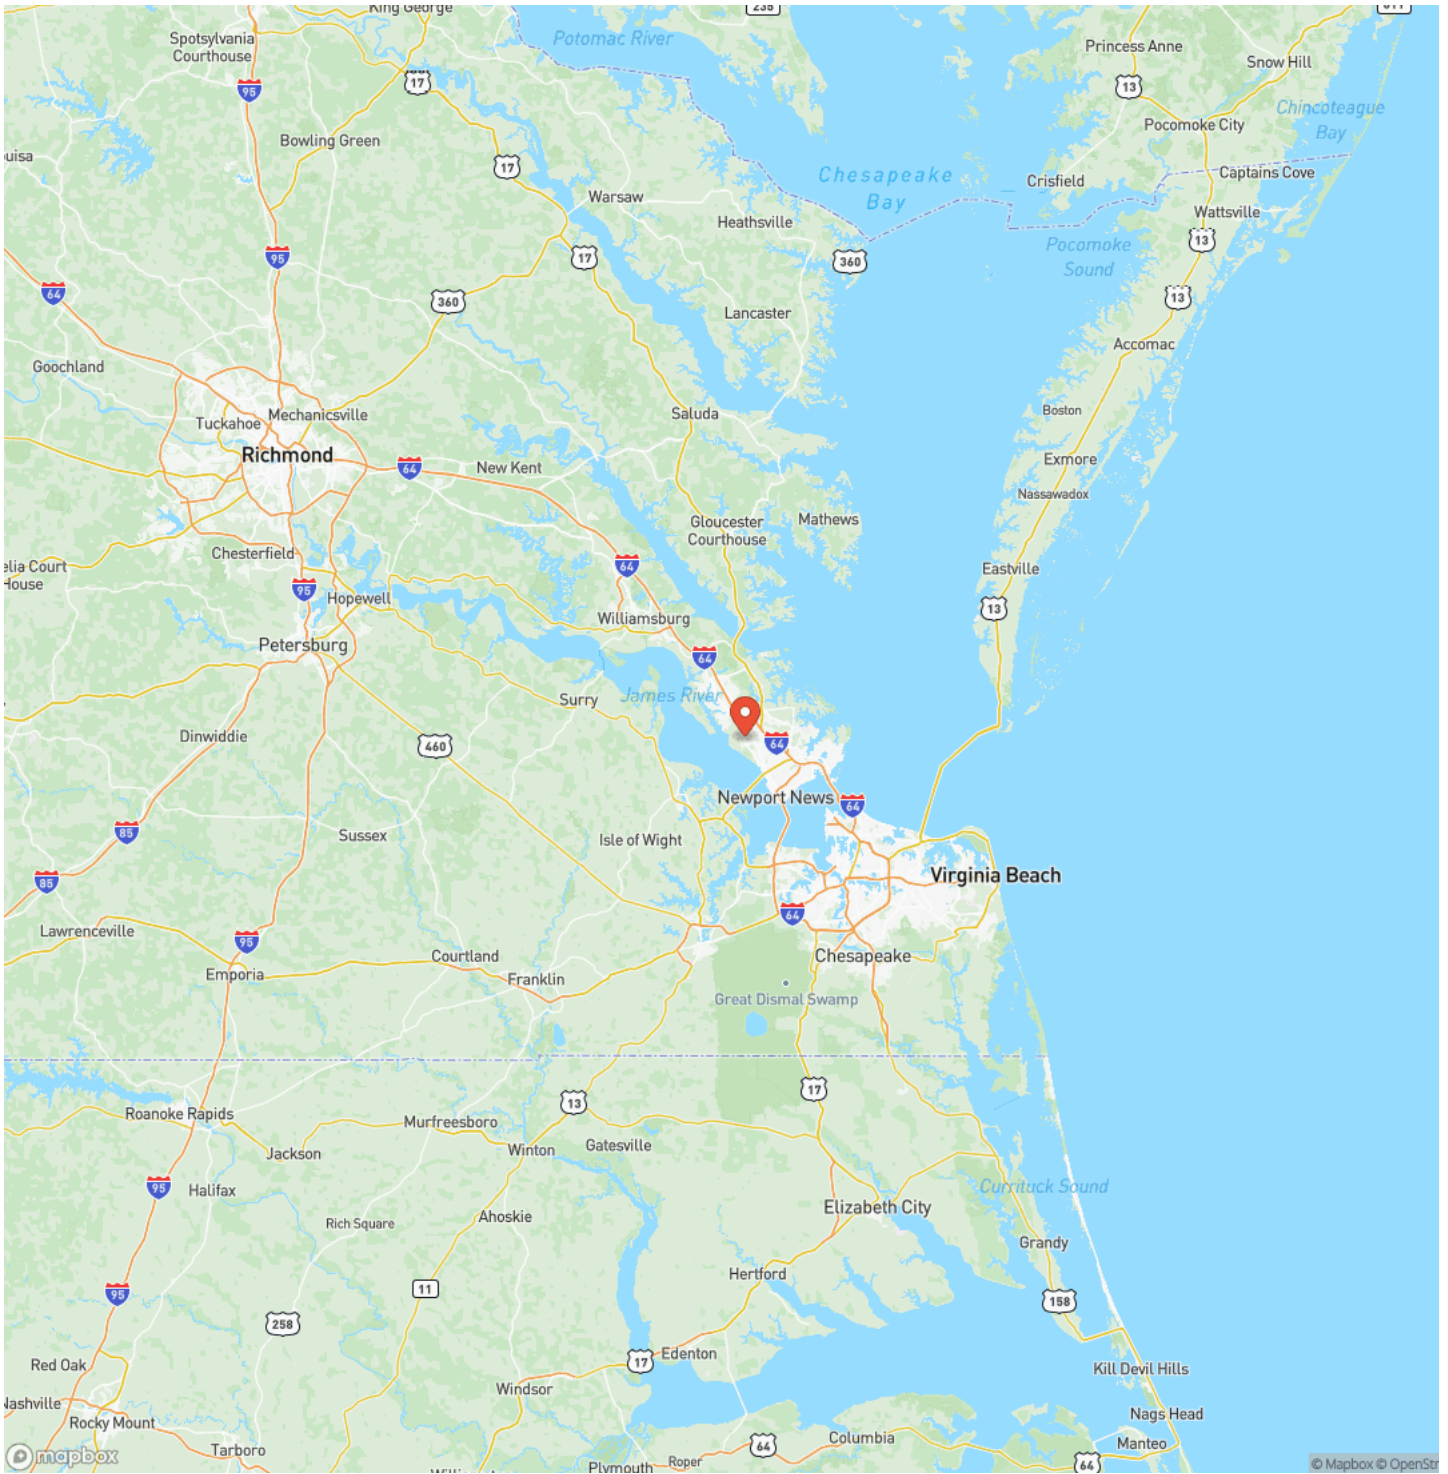 King George
235
Potomac River
Spotsylvania
Courthouse
Princess Anne
Snow Hill
17
13
95
Chincoteague
Bay
Pocomoke City
Bowling Green
17
Chesapeake
Bay
Crisfield
Captains Cove
Warsaw
Heathsville
Wattsville
13
Pocomoke
Sound
95
17
360
64
360
13
Lancaster
Accomac
Goochland
Boston
Mechanicsville
Tuckahoe
Saluda
Richmond
64
New Kent
Exmore
Nassawadox
Gloucester
Courthouse
Mathews
Chesterfield
elia Court
House
64
Eastville
95
Hopewell
13
Williamsburg
Petersburg
64
James River
Surry
Dinwiddie
460
64
Newport News
64
85
Sussex
Isle of Wight
Virginia Beach
85
64
Lawrenceville
95
Courtland
Chesapeake
Emporia
Franklin
Great Dismal Swamp
17
13
Roanoke Rapids
Murfreesboro
Winton
Gatesville
Jackson
95
Halifax
Currituck Sound
Elizabeth City
Ahoskie
Rich Square
Grandy
Hertford
11
95
158
258
Edenton
17
Red Oak
Kill Devil Hills
Windsor
Nashville
Nags Head
Rocky Mount
Columbia
Manteo
64
Tarboro
mapbox
Roper
64
Plymouth
© Mapbox © OpenStr